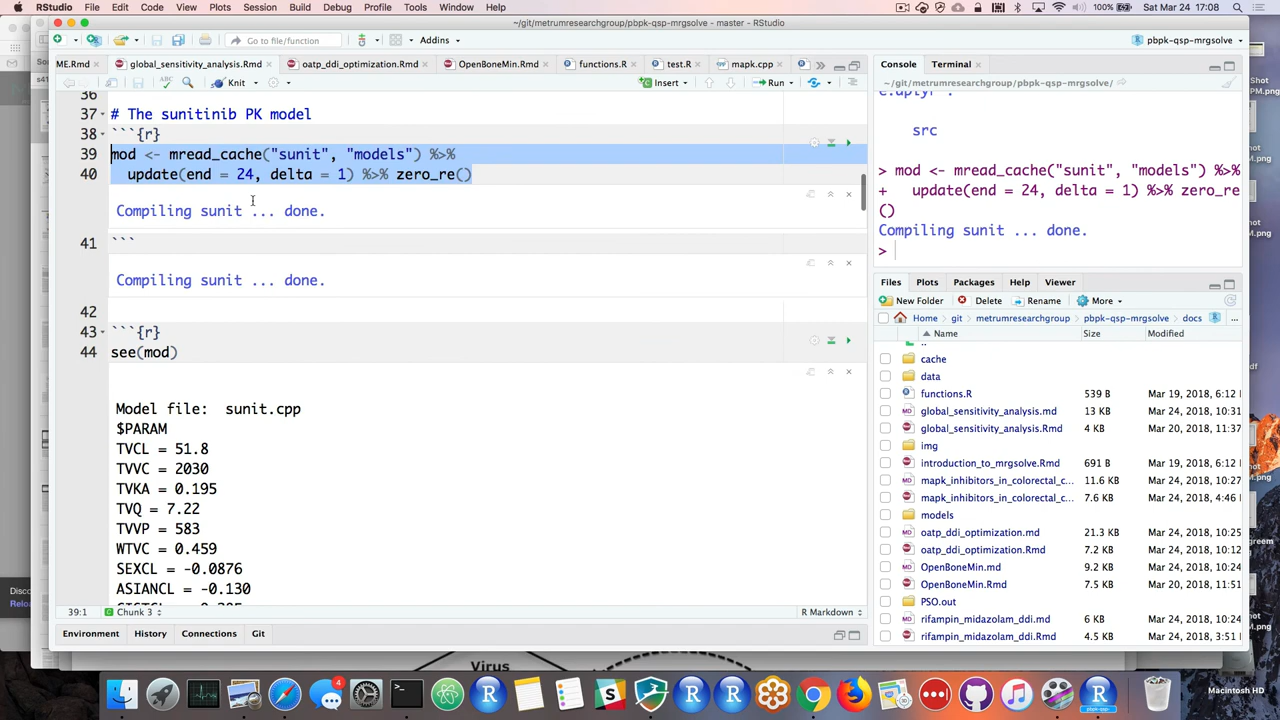 RStudio File Edit Code View Plots Session Build Debug Profile Tools Window Help 100% Sat Mar 24 17:08
~/git/metrumresearchgroup/pbpk-qsp-mrgsolve - master - RStudio
Go to file/function Addins pbpk-qsp-mrgsolve
ME.Rmd global_sensitivity_analysis.Rmd oatp_ddi_optimization.Rmd OpenBoneMin.Rmd functions.R test.R mapk.cpp
Knit Insert Run
36
37 # The sunitinib PK model
38 ```{r}
39 mod <- mread_cache("sunit", "models") %>%
40 update(end = 24, delta = 1) %>% zero_re()
Compiling sunit ... done.
41 ```
Compiling sunit ... done.
42
43 ```{r}
44 see(mod)
Model file: sunit.cpp
$PARAM
TVCL = 51.8
TVVC = 2030
TVKA = 0.195
TVQ = 7.22
TVVP = 583
WTVC = 0.459
SEXCL = -0.0876
ASIANCL = -0.130
39:1 Chunk 3 R Markdown
Environment History Connections Git
Console Terminal
~/git/metrumresearchgroup/pbpk-qsp-mrgsolve/
src
> mod <- mread_cache("sunit", "models") %>%
+ update(end = 24, delta = 1) %>% zero_re
()
Compiling sunit ... done.
>
Files Plots Packages Help Viewer
New Folder Delete Rename More
Home git metrumresearchgroup pbpk-qsp-mrgsolve docs ...
Name Size Modified
..
cache
data
functions.R 539 B Mar 19, 2018, 6:12
global_sensitivity_analysis.md 13 KB Mar 24, 2018, 10:31
global_sensitivity_analysis.Rmd 4 KB Mar 20, 2018, 11:37
img
introduction_to_mrgsolve.Rmd 691 B Mar 19, 2018, 6:12
mapk_inhibitors_in_colorectal_c... 11.6 KB Mar 24, 2018, 10:27
mapk_inhibitors_in_colorectal_c... 7.6 KB Mar 24, 2018, 4:46
models
oatp_ddi_optimization.md 21.3 KB Mar 24, 2018, 10:25
oatp_ddi_optimization.Rmd 7.2 KB Mar 24, 2018, 10:12
OpenBoneMin.md 9.2 KB Mar 24, 2018, 10:24
OpenBoneMin.Rmd 7.5 KB Mar 20, 2018, 11:51
PSO.out
rifampin_midazolam_ddi.md 6 KB Mar 24, 2018, 10:24
rifampin_midazolam_ddi.Rmd 4.5 KB Mar 24, 2018, 3:51
Virus
Macintosh HD